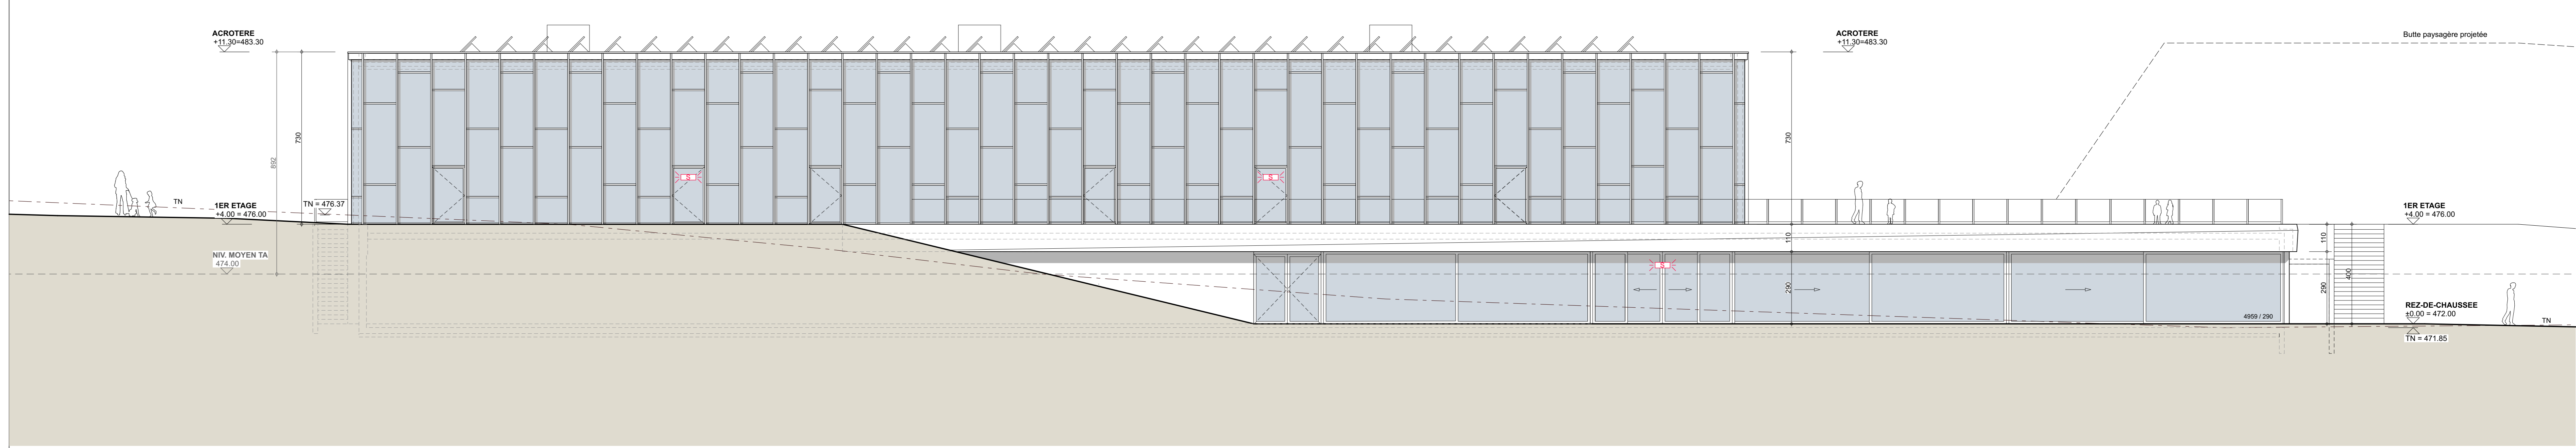 ACROTERE
+11.30=483.30
ACROTERE
+11.30=483.30
Butte paysagère projetée
892
730
730
S
S
TN
1ER ETAGE
+4.00 = 476.00
TN = 476.37
1ER ETAGE
+4.00 = 476.00
110
110
NIV. MOYEN TA
474.00
S
400
290
290
REZ-DE-CHAUSSEE
±0.00 = 472.00
4959 / 290
TN
TN = 471.85